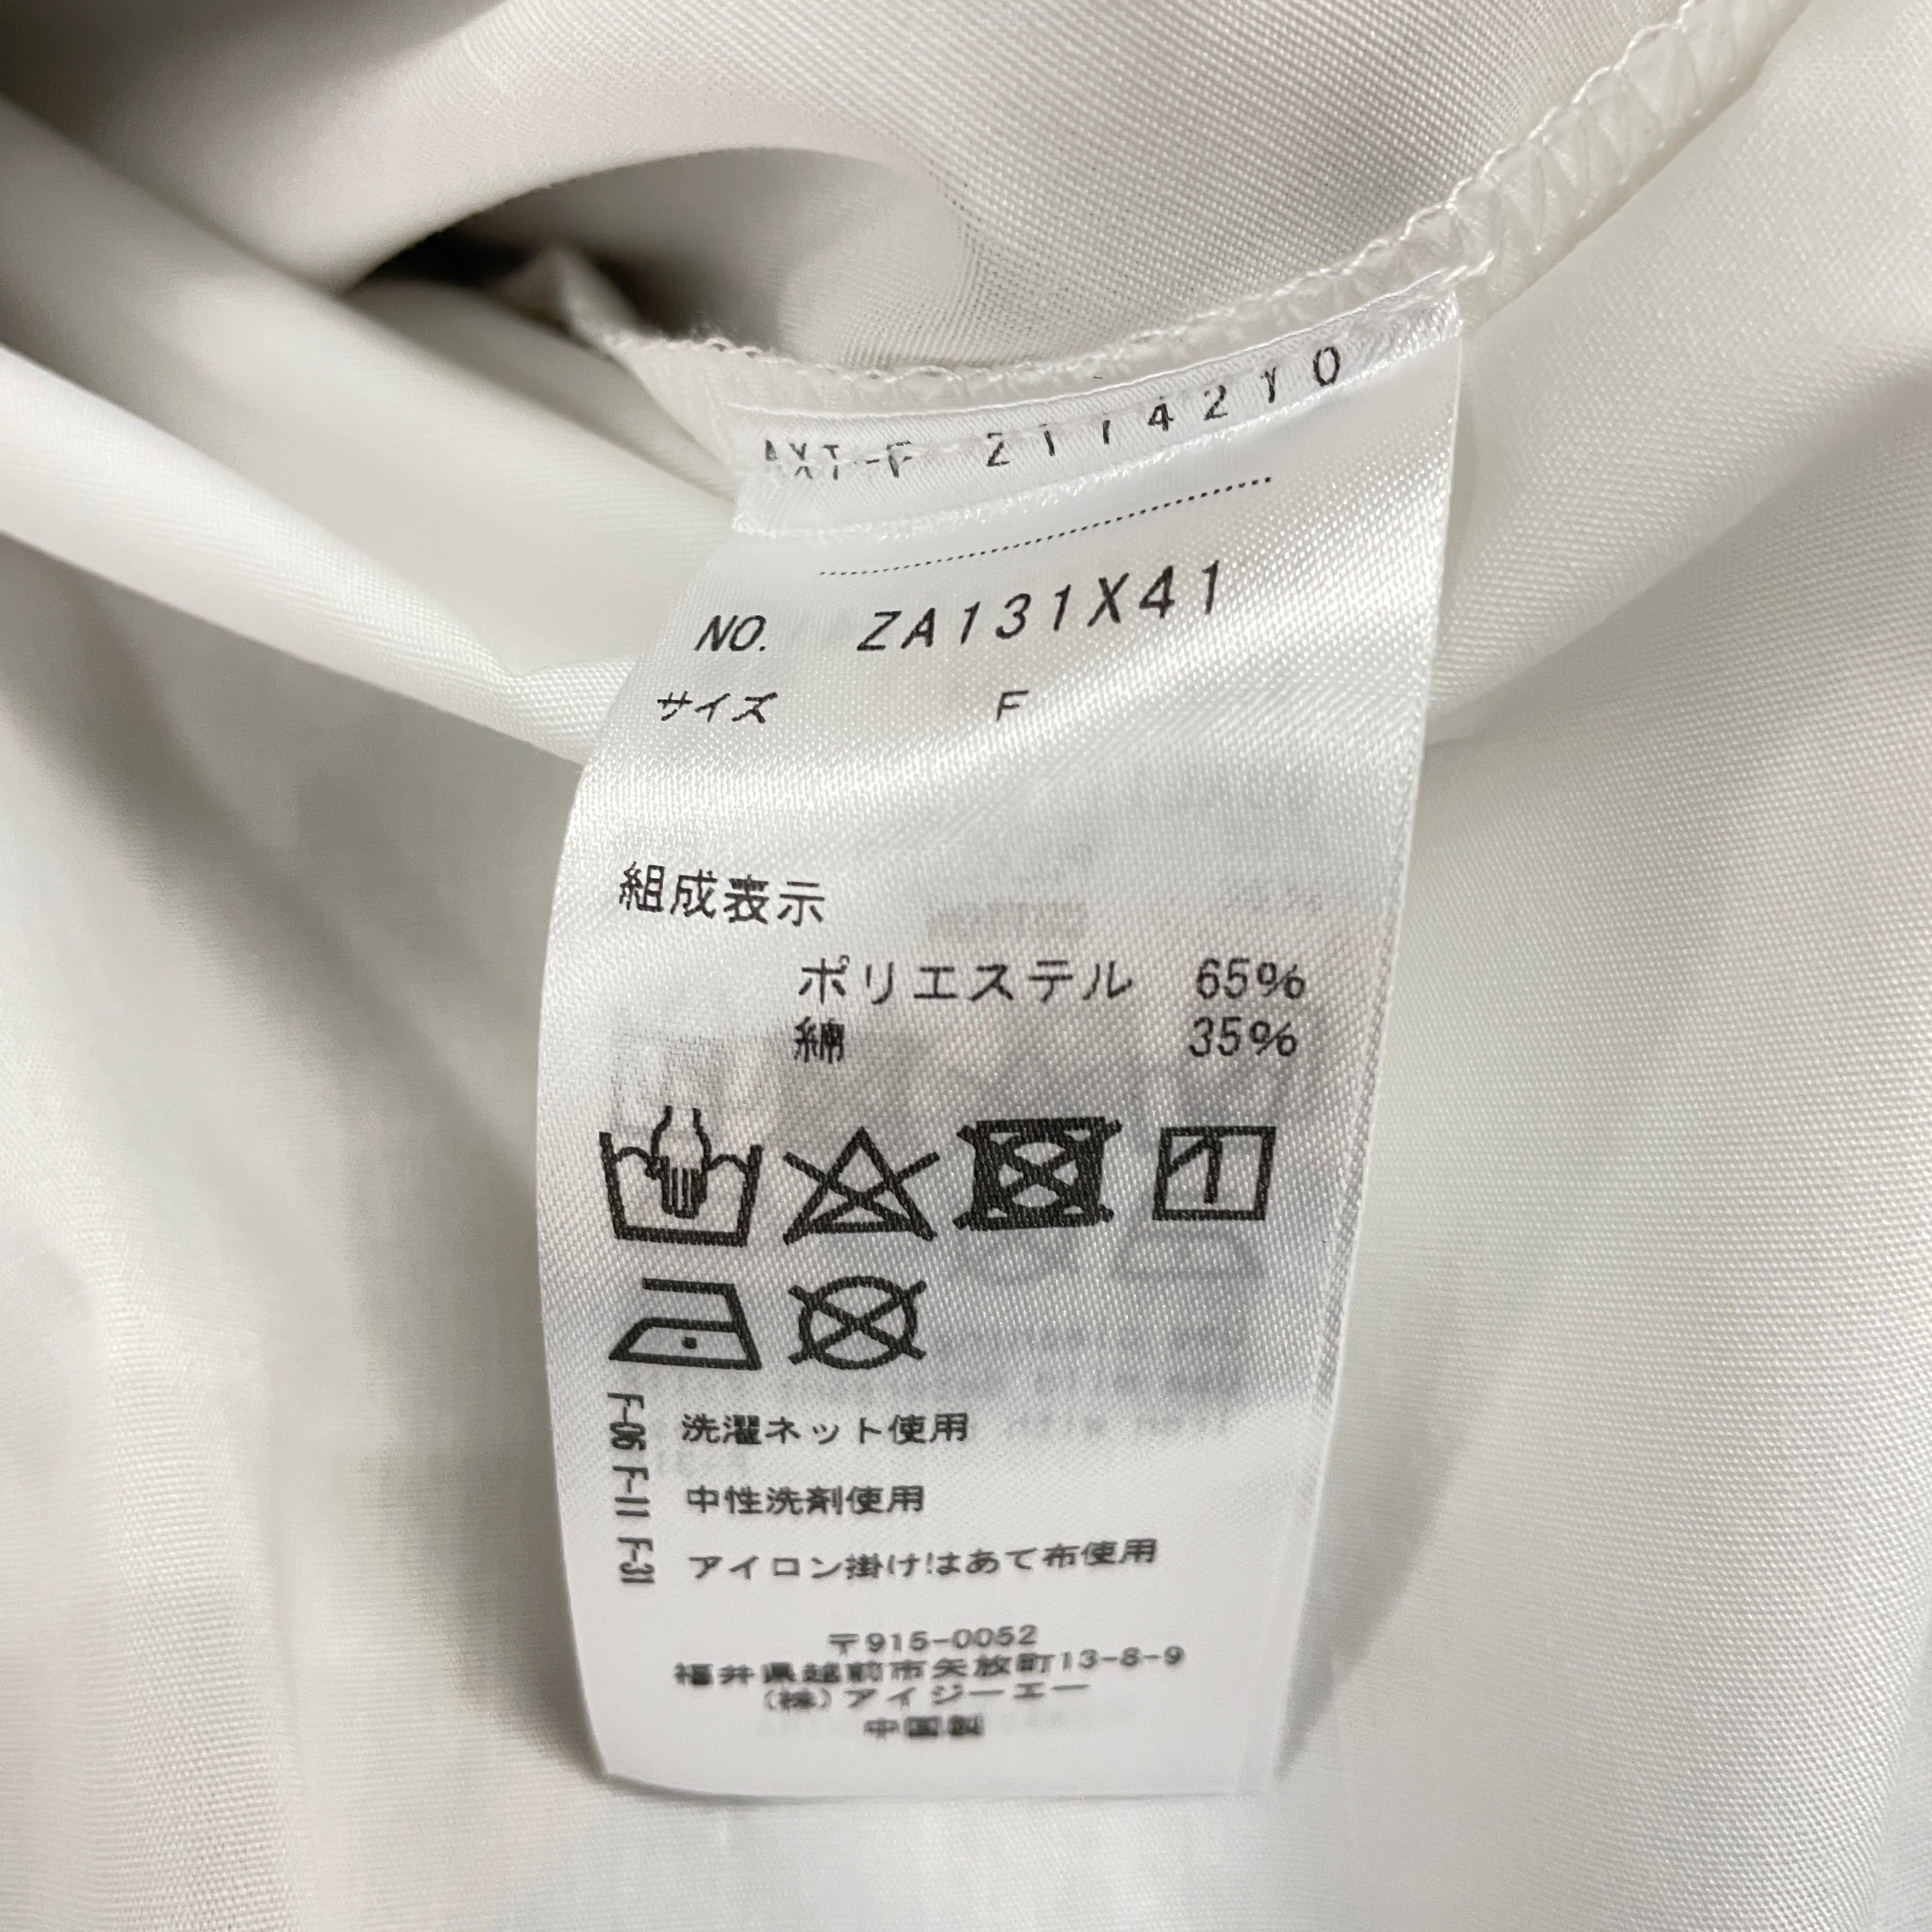 AXT-F 211421O
NO. ZA131X41
サイズ F
組成表示
ポリエステル 65%
綿 35%
F-06 洗濯ネット使用
F-11 中性洗剤使用
F-31 アイロン掛けはあて布使用
〒915-0052
福井県越前市矢放町13-8-9
(株)アイジーエー
中国製